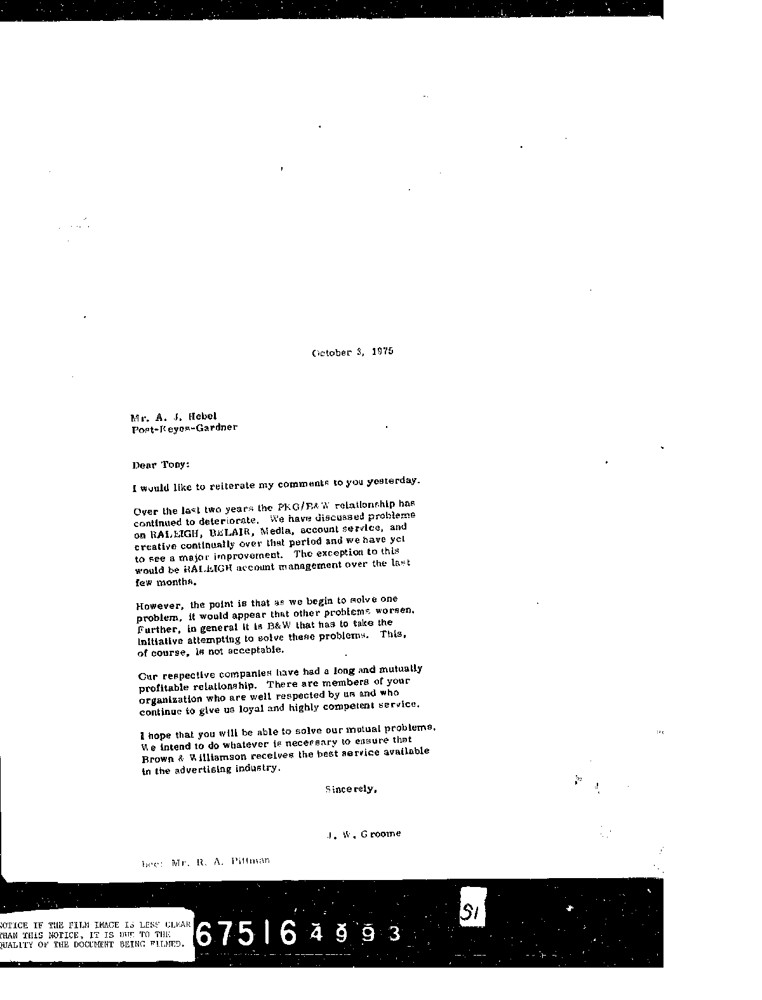 October 3, 1975
Mr. A. J. Hebel
Post-Keyes-Gardner
Dear Tony:
I would like to reiterate my comments to you yesterday.
Over the last two years the PKG/B&W relationship has
continued to deteriorate. We have discussed problems
on RALEIGH, BELAIR, Media, account service, and
creative continually over that period and we have yet
to see a major improvement. The exception to this
would be RALEIGH account management over the last
few months.
However, the point is that as we begin to solve one
problem, it would appear that other problems worsen.
Further, in general it is B&W that has to take the
initiative attempting to solve these problems. This,
of course, is not acceptable.
Our respective companies have had a long and mutually
profitable relationship. There are members of your
organization who are well respected by us and who
continue to give us loyal and highly competent service.
I hope that you will be able to solve our mutual problems.
We intend to do whatever is necessary to ensure that
Brown & Williamson receives the best service available
in the advertising industry.
Sincerely,
J. W. Groome
bcc: Mr. R. A. Pittman
51
NOTICE IF THE FILM IMAGE IS LESS CLEAR
THAN THIS NOTICE, IT IS DUE TO THE
QUALITY OF THE DOCUMENT BEING FILMED.
67516 4993